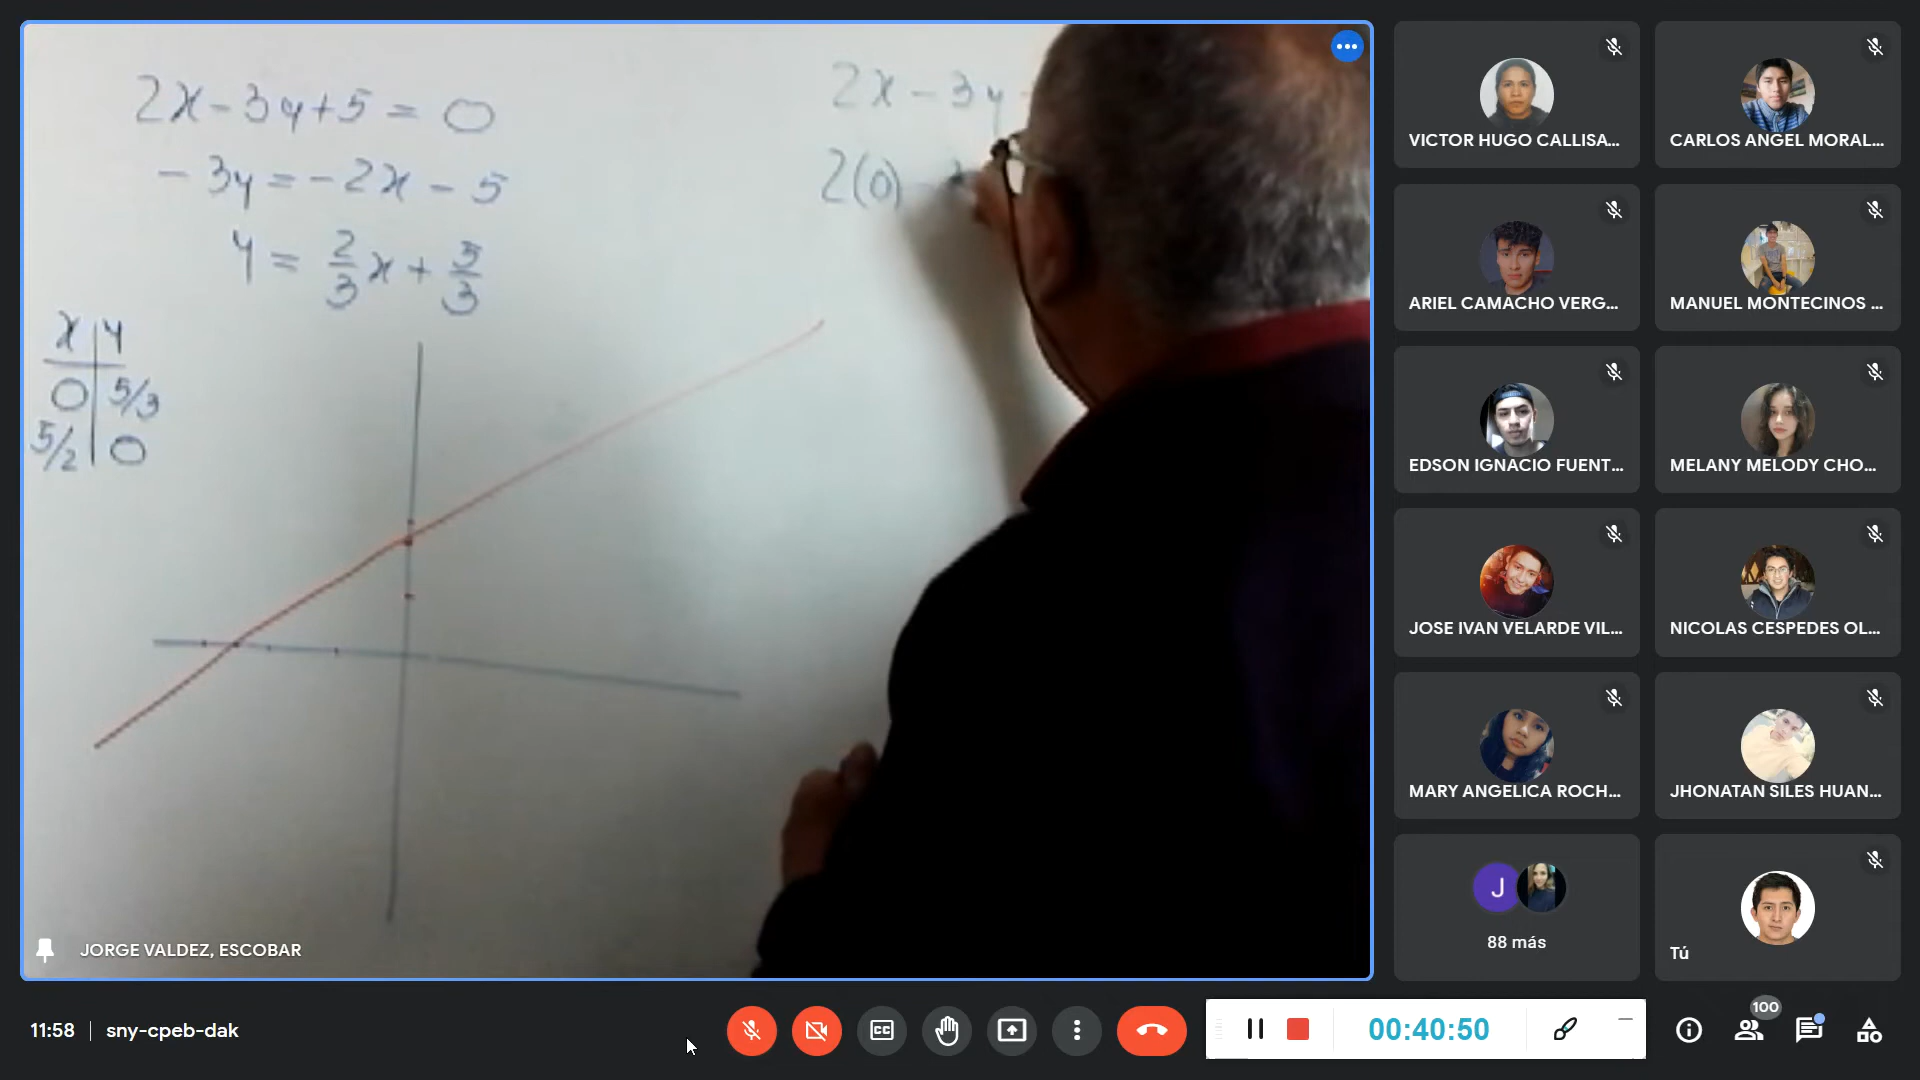 2x - 3y + 5 = 0
- 3y = - 2x - 5
y = 2/3 x + 5/3
x | y
0 | 5/3
5/2 | 0
2x - 3y
2(0)
JORGE VALDEZ, ESCOBAR
VICTOR HUGO CALLISA...
CARLOS ANGEL MORAL...
ARIEL CAMACHO VERG...
MANUEL MONTECINOS ...
EDSON IGNACIO FUENT...
MELANY MELODY CHO...
JOSE IVAN VELARDE VIL...
NICOLAS CESPEDES OL...
MARY ANGELICA ROCH...
JHONATAN SILES HUAN...
J
88 más
Tú
11:58 | sny-cpeb-dak
CC
00:40:50
100